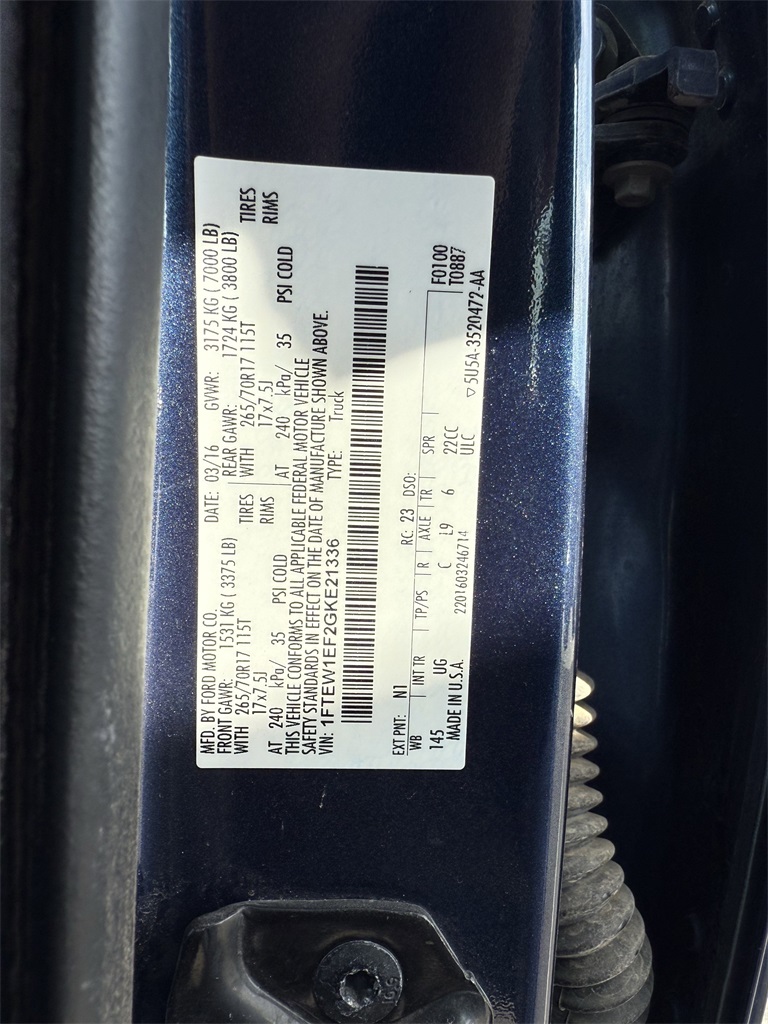 MFD. BY FORD MOTOR CO.
DATE: 03/16 GVWR: 3175 KG ( 7000 LB)
FRONT GAWR: 1531 KG ( 3375 LB) REAR GAWR: 1724 KG ( 3800 LB)
WITH 265/70R17 115T TIRES WITH 265/70R17 115T TIRES
17x7.5J RIMS 17x7.5J RIMS
AT 240 kPa/ 35 PSI COLD AT 240 kPa/ 35 PSI COLD
THIS VEHICLE CONFORMS TO ALL APPLICABLE FEDERAL MOTOR VEHICLE
SAFETY STANDARDS IN EFFECT ON THE DATE OF MANUFACTURE SHOWN ABOVE.
VIN: 1FTEW1EF2GKE21336 TYPE: Truck
EXT PNT: N1 RC: 23 DSO:
WB INT TR TP/PS R AXLE TR SPR F0100
145 UG C L9 6 22CC T0887
MADE IN U.S.A. 2201603246714 ULC ▽5U5A-3520472-AA